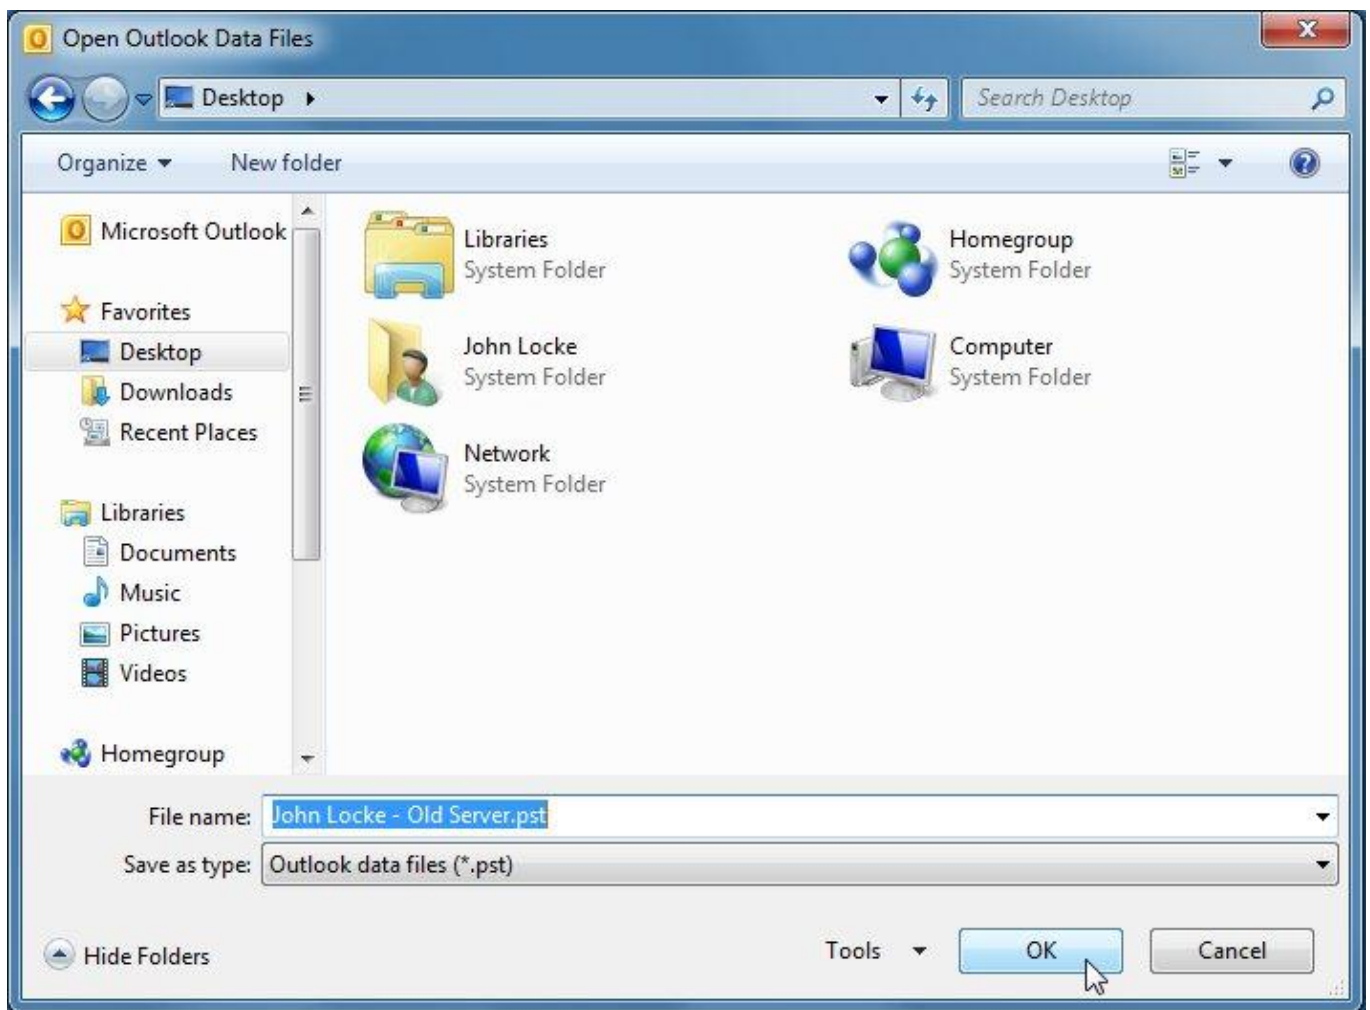 Open Outlook Data Files
Desktop
Search Desktop
Organize
New folder
Microsoft Outlook
Favorites
Desktop
Downloads
Recent Places
Libraries
Documents
Music
Pictures
Videos
Homegroup
Libraries
System Folder
Homegroup
System Folder
John Locke
System Folder
Computer
System Folder
Network
System Folder
File name: John Locke - Old Server.pst
Save as type: Outlook data files (*.pst)
Hide Folders
Tools
OK
Cancel